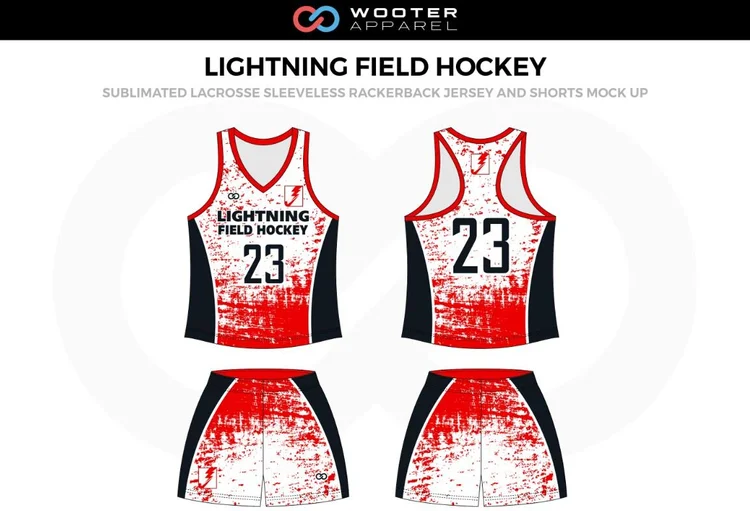 WOOTER
APPAREL
LIGHTNING FIELD HOCKEY
SUBLIMATED LACROSSE SLEEVELESS RACKERBACK JERSEY AND SHORTS MOCK UP
LIGHTNING
FIELD HOCKEY
23
23